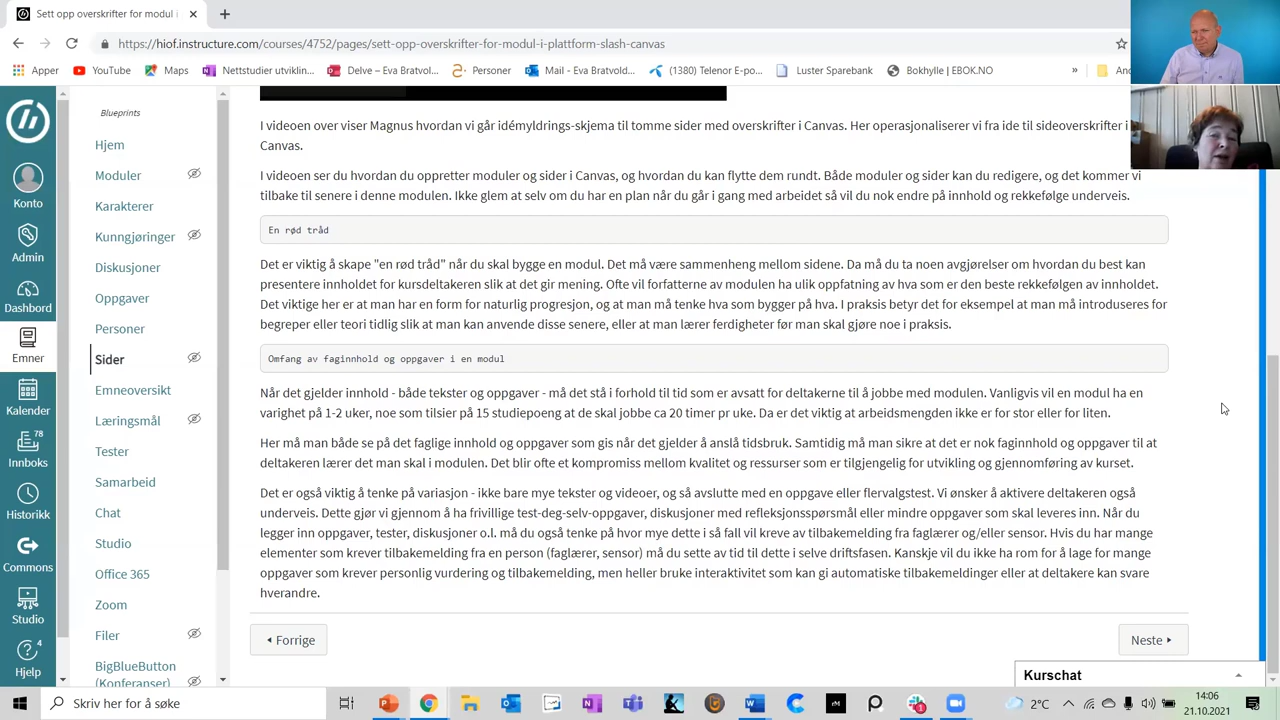 Sett opp overskrifter for modul i
https://hiof.instructure.com/courses/4752/pages/sett-opp-overskrifter-for-modul-i-plattform-slash-canvas
Apper
YouTube
Maps
Nettstudier utviklin...
Delve – Eva Bratvol...
Personer
Mail - Eva Bratvold...
(1380) Telenor E-po...
Luster Sparebank
Bokhylle | EBOK.NO
»
Konto
Admin
Dashbord
Emner
Kalender
78
Innboks
Historikk
Commons
Studio
4
Hjelp
Blueprints
Hjem
Moduler
Karakterer
Kunngjøringer
Diskusjoner
Oppgaver
Personer
Sider
Emneoversikt
Læringsmål
Tester
Samarbeid
Chat
Studio
Office 365
Zoom
Filer
BigBlueButton
(Konferanser)
I videoen over viser Magnus hvordan vi går idémyldrings-skjema til tomme sider med overskrifter i Canvas. Her operasjonaliserer vi fra ide til sideoverskrifter i
Canvas.
I videoen ser du hvordan du oppretter moduler og sider i Canvas, og hvordan du kan flytte dem rundt. Både moduler og sider kan du redigere, og det kommer vi
tilbake til senere i denne modulen. Ikke glem at selv om du har en plan når du går i gang med arbeidet så vil du nok endre på innhold og rekkefølge underveis.
En rød tråd
Det er viktig å skape "en rød tråd" når du skal bygge en modul. Det må være sammenheng mellom sidene. Da må du ta noen avgjørelser om hvordan du best kan
presentere innholdet for kursdeltakeren slik at det gir mening. Ofte vil forfatterne av modulen ha ulik oppfatning av hva som er den beste rekkefølgen av innholdet.
Det viktige her er at man har en form for naturlig progresjon, og at man må tenke hva som bygger på hva. I praksis betyr det for eksempel at man må introduseres for
begreper eller teori tidlig slik at man kan anvende disse senere, eller at man lærer ferdigheter før man skal gjøre noe i praksis.
Omfang av faginnhold og oppgaver i en modul
Når det gjelder innhold - både tekster og oppgaver - må det stå i forhold til tid som er avsatt for deltakerne til å jobbe med modulen. Vanligvis vil en modul ha en
varighet på 1-2 uker, noe som tilsier på 15 studiepoeng at de skal jobbe ca 20 timer pr uke. Da er det viktig at arbeidsmengden ikke er for stor eller for liten.
Her må man både se på det faglige innhold og oppgaver som gis når det gjelder å anslå tidsbruk. Samtidig må man sikre at det er nok faginnhold og oppgaver til at
deltakeren lærer det man skal i modulen. Det blir ofte et kompromiss mellom kvalitet og ressurser som er tilgjengelig for utvikling og gjennomføring av kurset.
Det er også viktig å tenke på variasjon - ikke bare mye tekster og videoer, og så avslutte med en oppgave eller flervalgstest. Vi ønsker å aktivere deltakeren også
underveis. Dette gjør vi gjennom å ha frivillige test-deg-selv-oppgaver, diskusjoner med refleksjonsspørsmål eller mindre oppgaver som skal leveres inn. Når du
legger inn oppgaver, tester, diskusjoner o.l. må du også tenke på hvor mye dette i så fall vil kreve av tilbakemelding fra faglærer og/eller sensor. Hvis du har mange
elementer som krever tilbakemelding fra en person (faglærer, sensor) må du sette av tid til dette i selve driftsfasen. Kanskje vil du ikke ha rom for å lage for mange
oppgaver som krever personlig vurdering og tilbakemelding, men heller bruke interaktivitet som kan gi automatiske tilbakemeldinger eller at deltakere kan svare
hverandre.
Forrige
Neste
Kurschat
Skriv her for å søke
2°C
14:06
21.10.2021